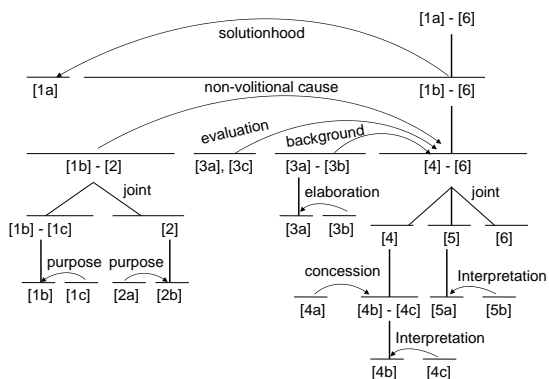 [1a] - [6]
solutionhood
[1a]
[1b] - [6]
non-volitional cause
evaluation
background
[1b] - [2]
[3a], [3c]
[3a] - [3b]
[4] - [6]
joint
elaboration
joint
[1b] - [1c]
[2]
[3a]
[3b]
[4]
[5]
[6]
purpose
purpose
concession
Interpretation
[1b]
[1c]
[2a]
[2b]
[4a]
[4b] - [4c]
[5a]
[5b]
Interpretation
[4b]
[4c]